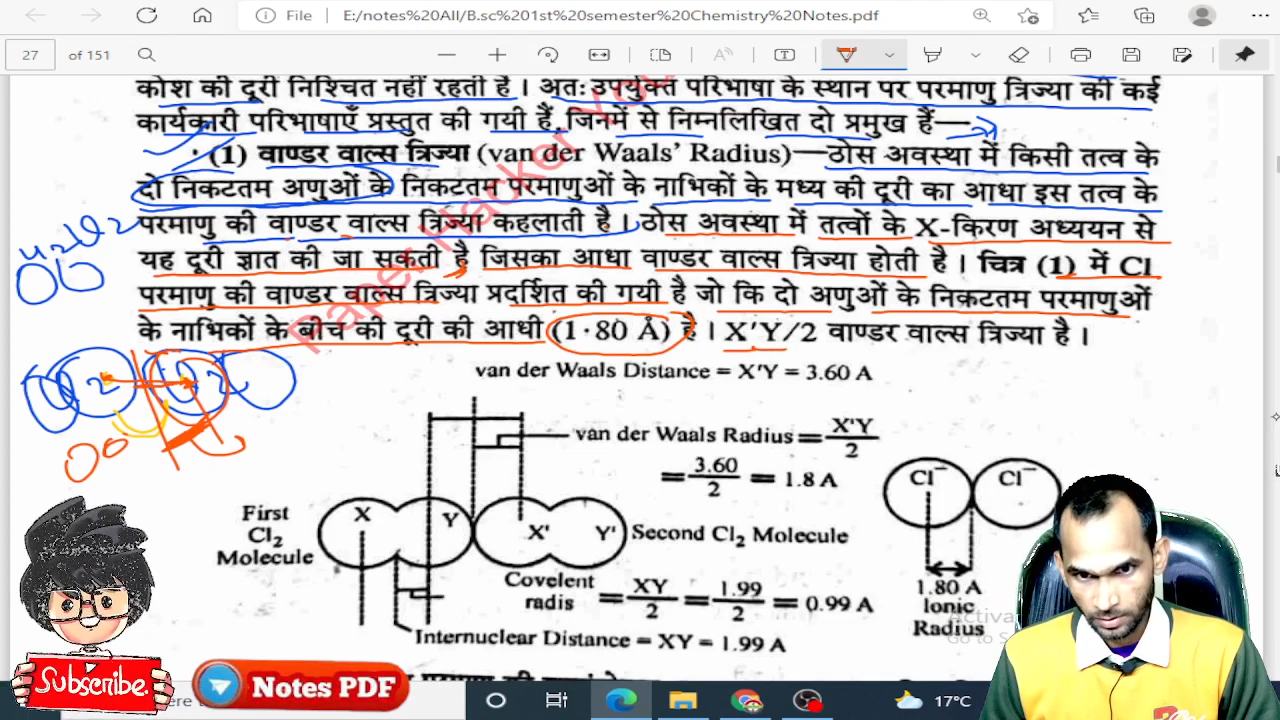 File
E:/notes%20All/B.sc%201st%20semester%20Chemistry%20Notes.pdf
27 of 151
कोश की दूरी निश्चित नहीं रहती है । अतः उपर्युक्त परिभाषा के स्थान पर परमाणु त्रिज्या की कई
कार्यकारी परिभाषाएँ प्रस्तुत की गयी हैं, जिनमें से निम्नलिखित दो प्रमुख हैं—
(1) वाण्डर वाल्स त्रिज्या (van der Waals' Radius)—ठोस अवस्था में किसी तत्व के
दो निकटतम अणुओं के निकटतम परमाणुओं के नाभिकों के मध्य की दूरी का आधा इस तत्व के
परमाणु की वाण्डर वाल्स त्रिज्या कहलाती है । ठोस अवस्था में तत्वों के X-किरण अध्ययन से
यह दूरी ज्ञात की जा सकती है जिसका आधा वाण्डर वाल्स त्रिज्या होती है । चित्र (1) में Cl
परमाणु की वाण्डर वाल्स त्रिज्या प्रदर्शित की गयी है जो कि दो अणुओं के निकटतम परमाणुओं
के नाभिकों के बीच की दूरी की आधी (1·80 Å) है । X'Y/2 वाण्डर वाल्स त्रिज्या है ।
Paper Hacker
van der Waals Distance = X'Y = 3.60 A
van der Waals Radius = X'Y/2
= 3.60/2 = 1.8 A
First
Cl2
Molecule
X
Y
X'
Y'
Second Cl2 Molecule
Cl⁻
Cl⁻
Covelent
radis
= XY/2 = 1.99/2 = 0.99 A
Internuclear Distance = XY = 1.99 A
1.80 A
Ionic
Radius
Subscribe.
Notes PDF
17°C